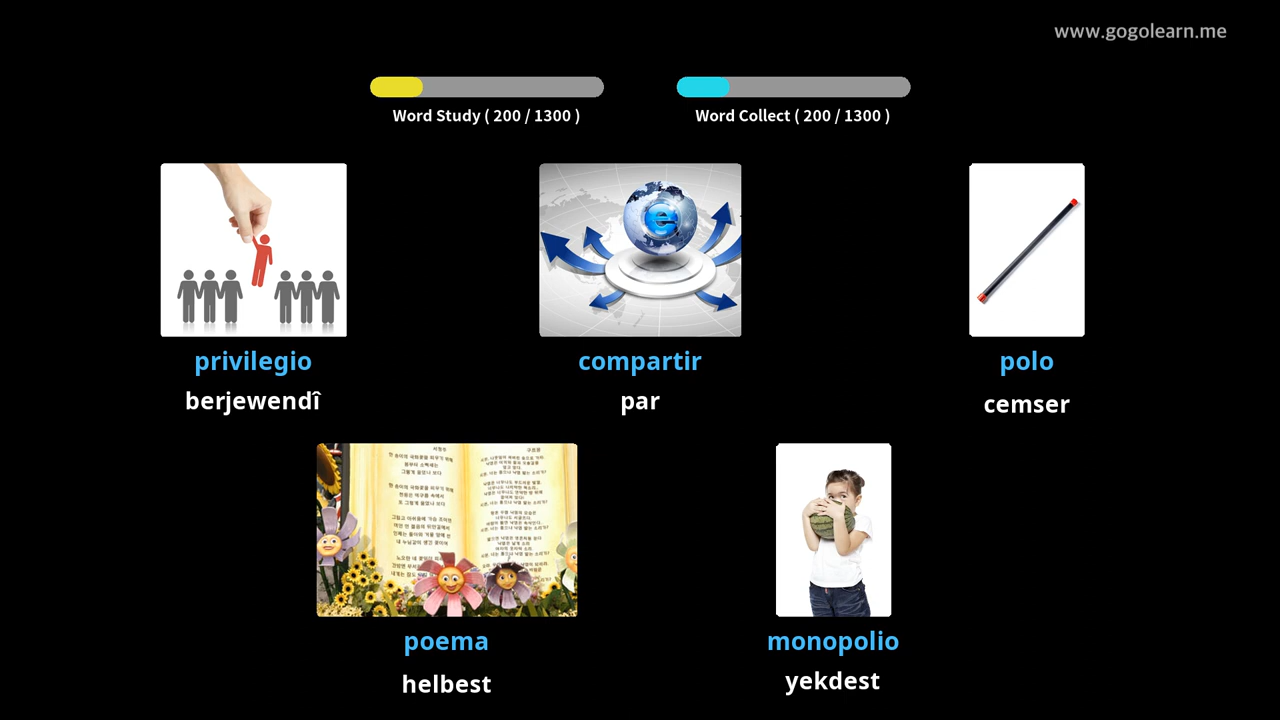 www.gogolearn.me
Word Study ( 200 / 1300 )
Word Collect ( 200 / 1300 )
privilegio
berjewendî
compartir
par
polo
cemser
poema
helbest
monopolio
yekdest